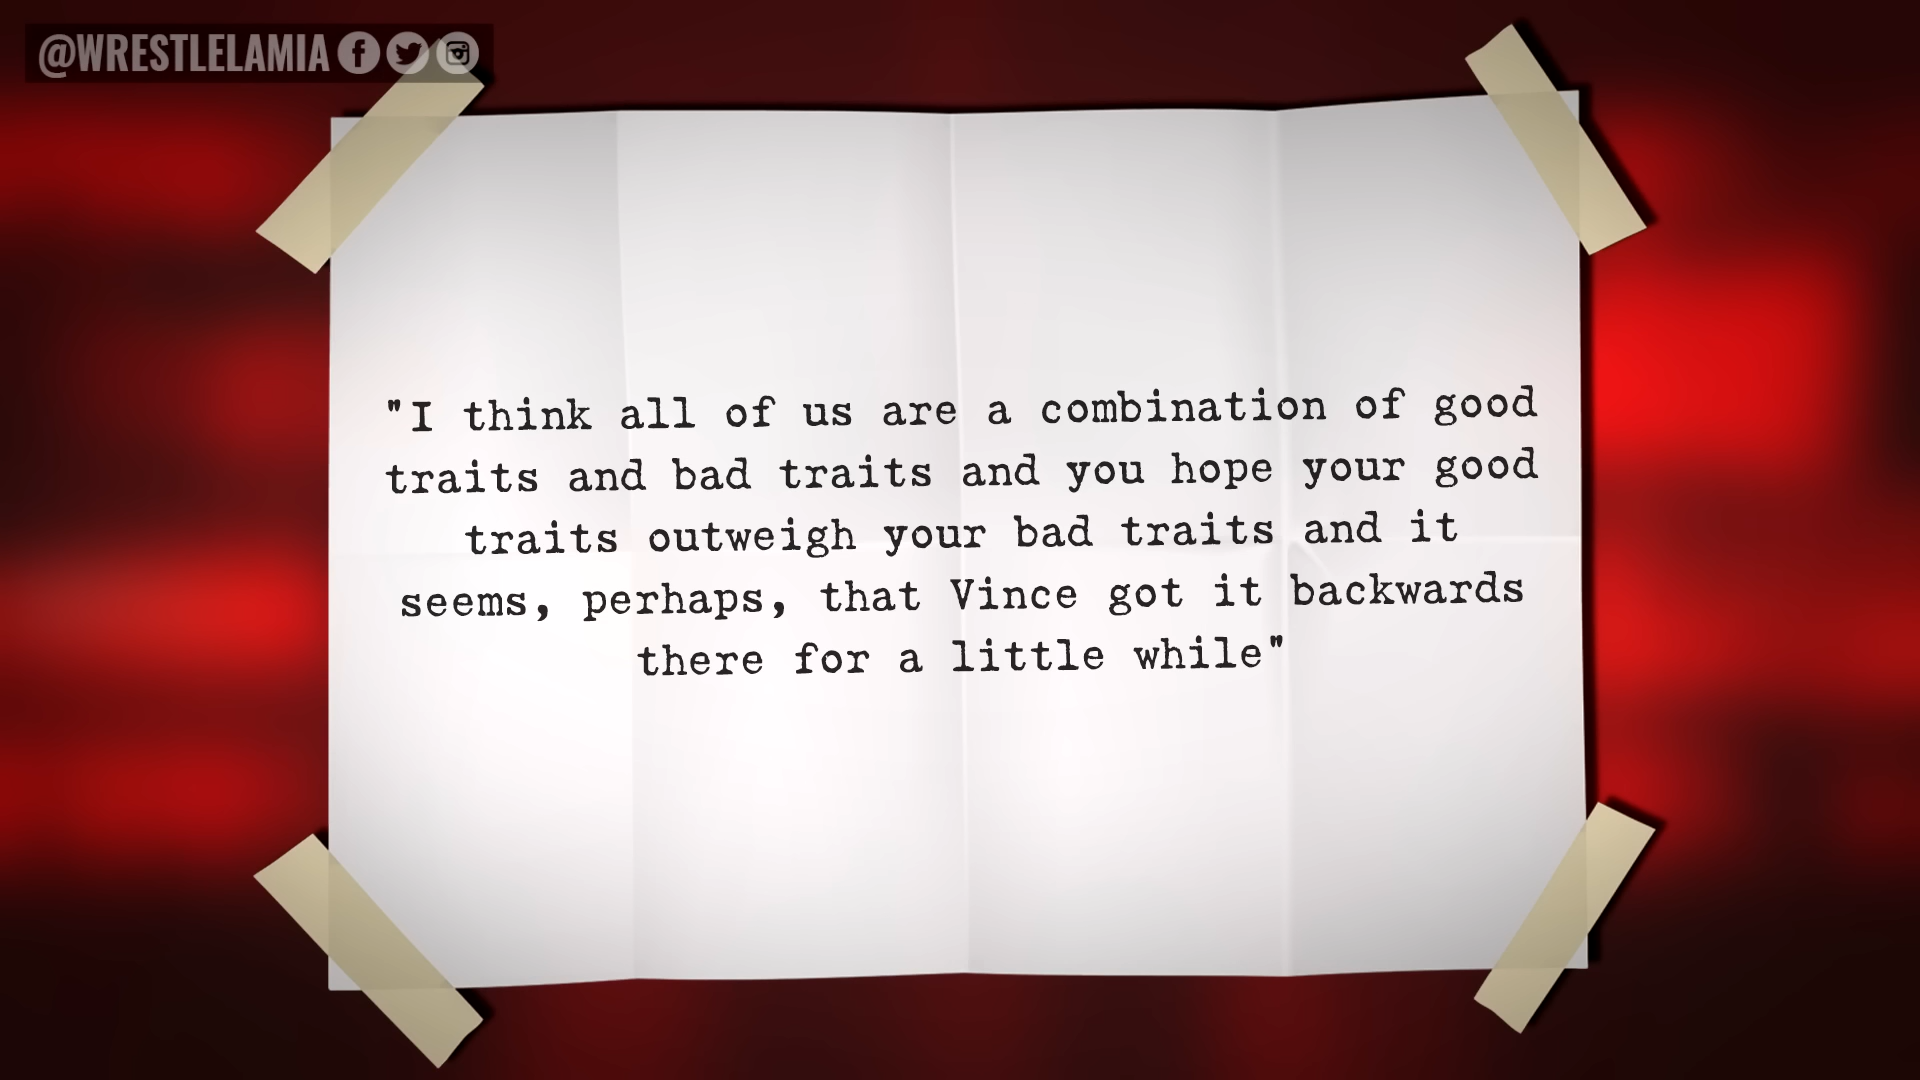 @WRESTLELAMIA
"I think all of us are a combination of good
traits and bad traits and you hope your good
traits outweigh your bad traits and it
seems, perhaps, that Vince got it backwards
there for a little while"